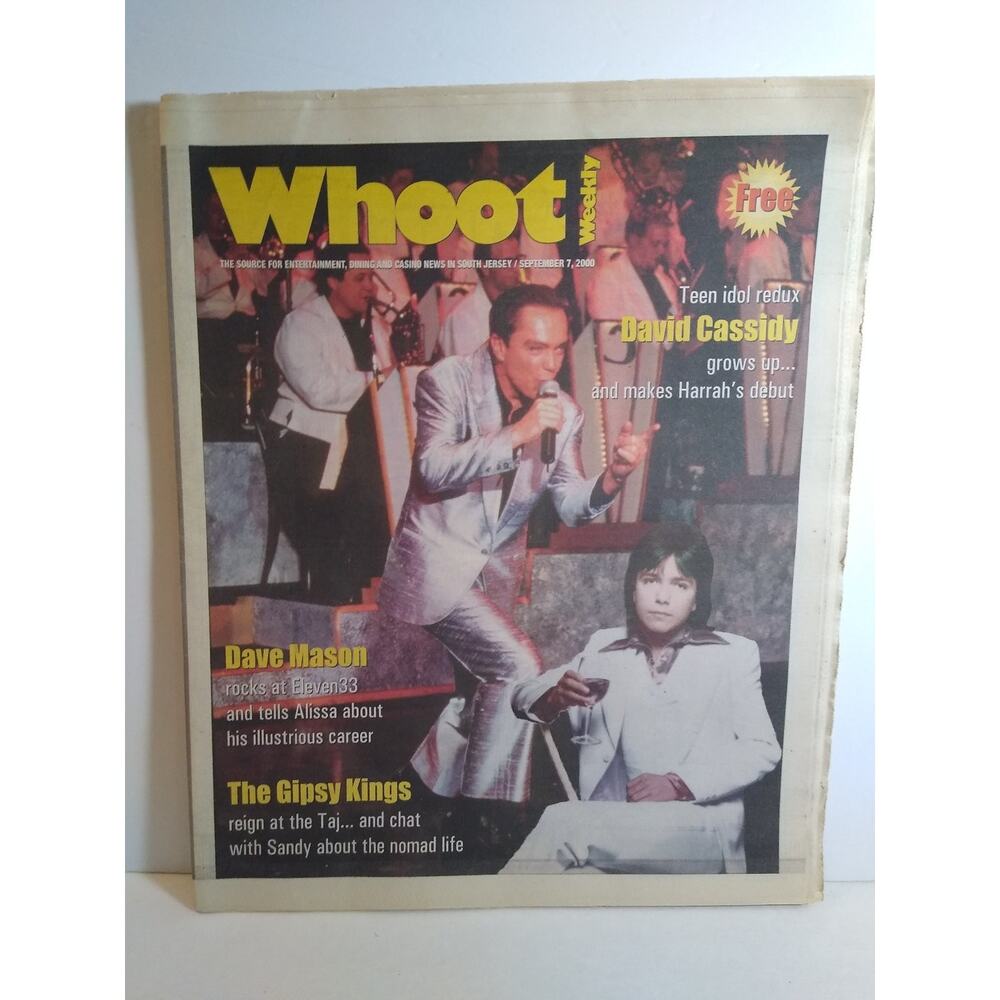 Whoot Weekly
THE SOURCE FOR ENTERTAINMENT, DINING AND CASINO NEWS IN SOUTH JERSEY / SEPTEMBER 7, 2000
Free
Teen idol redux
David Cassidy
grows up...
and makes Harrah's debut
Dave Mason
rocks at Eleven33
and tells Alissa about
his illustrious career
The Gipsy Kings
reign at the Taj... and chat
with Sandy about the nomad life